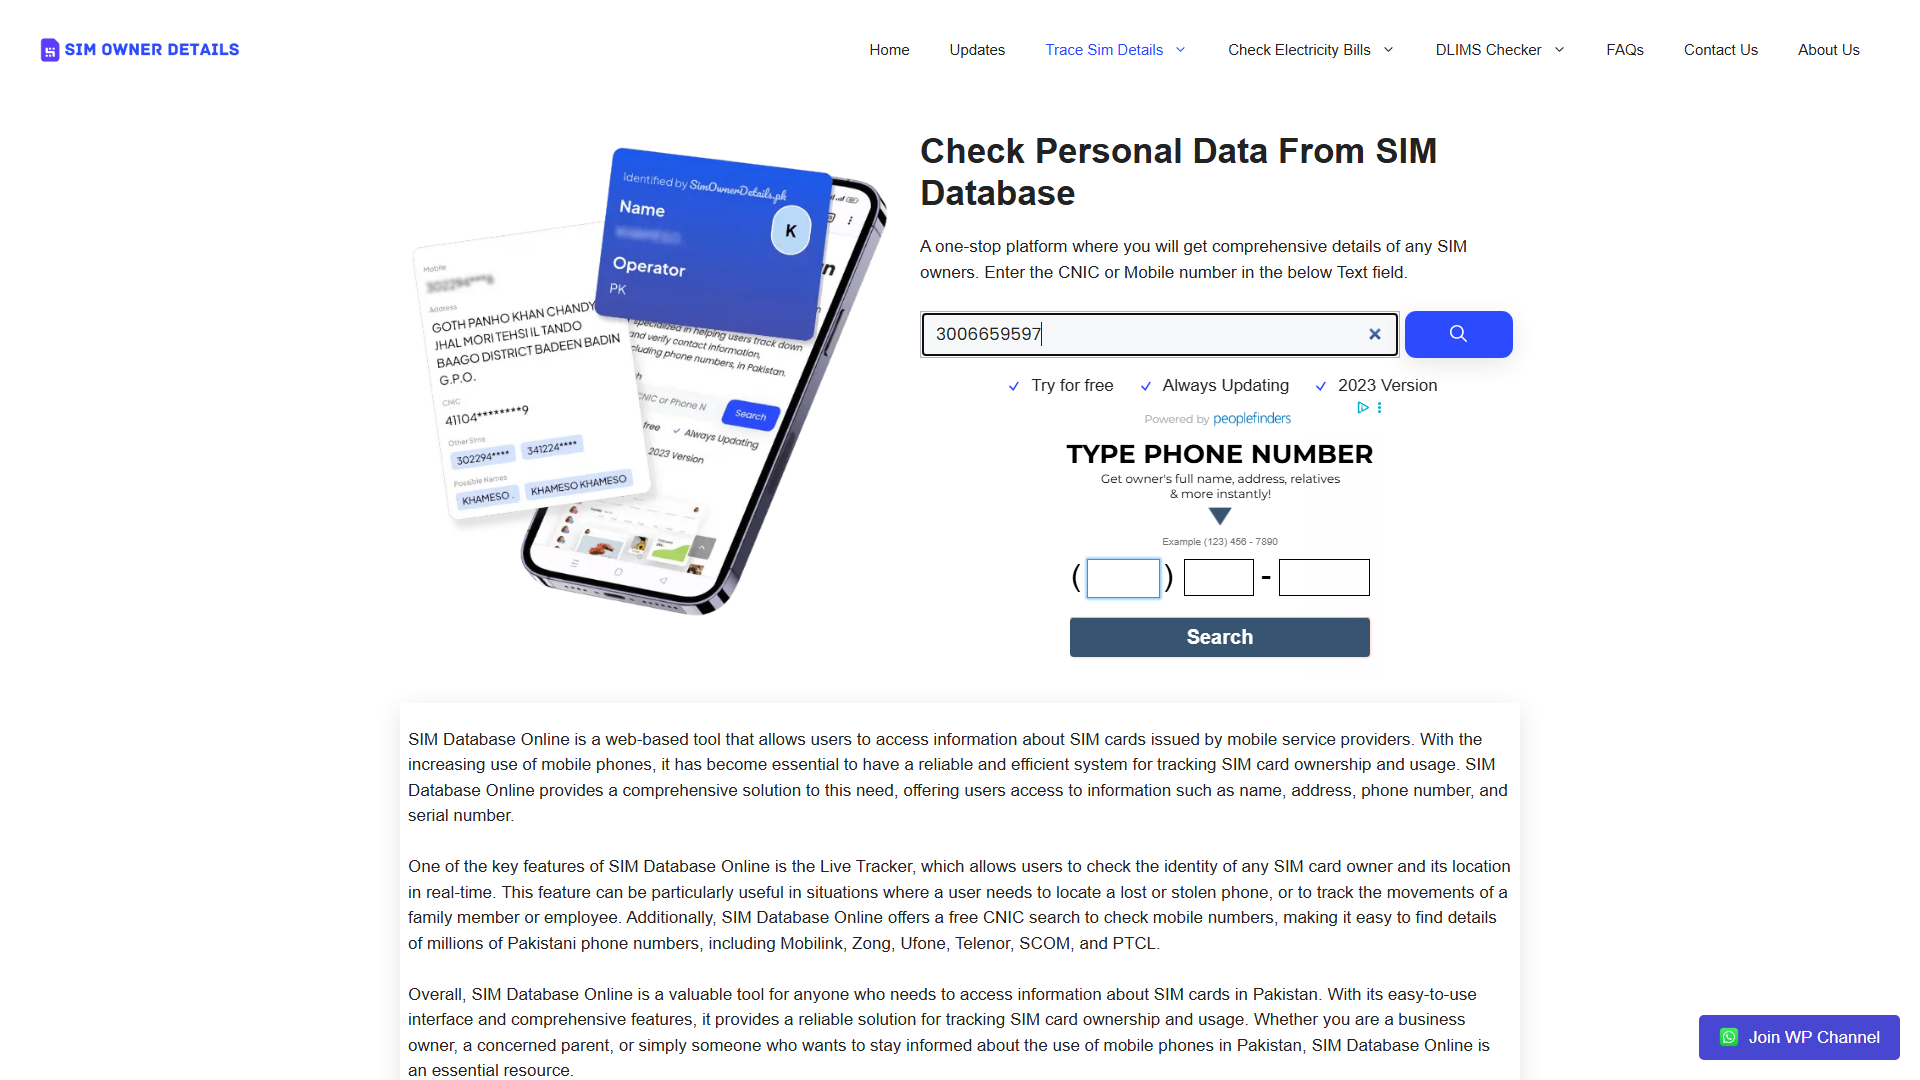 SIM OWNER DETAILS
Home
Updates
Trace Sim Details
Check Electricity Bills
DLIMS Checker
FAQs
Contact Us
About Us
Identified by SimOwnerDetails.pk
Name
KHAMESO
K
Operator
PK
Mobile
302294***6
Address
GOTH PANHO KHAN CHANDY
JHAL MORI TEHSI IL TANDO
BAAGO DISTRICT BADEEN BADIN
G.P.O.
CNIC
41104********9
Other Sims
302294****
341224****
Possible Names
KHAMESO .
KHAMESO KHAMESO
specialized in helping users track down
and verify contact information,
cluding phone numbers, in Pakistan.
CNIC or Phone N
Search
free
Always Updating
2023 Version
Check Personal Data From SIM
Database
A one-stop platform where you will get comprehensive details of any SIM
owners. Enter the CNIC or Mobile number in the below Text field.
3006659597
Try for free
Always Updating
2023 Version
Powered by peoplefinders
TYPE PHONE NUMBER
Get owner's full name, address, relatives
& more instantly!
Example (123) 456 - 7890
( ) -
Search
SIM Database Online is a web-based tool that allows users to access information about SIM cards issued by mobile service providers. With the
increasing use of mobile phones, it has become essential to have a reliable and efficient system for tracking SIM card ownership and usage. SIM
Database Online provides a comprehensive solution to this need, offering users access to information such as name, address, phone number, and
serial number.
One of the key features of SIM Database Online is the Live Tracker, which allows users to check the identity of any SIM card owner and its location
in real-time. This feature can be particularly useful in situations where a user needs to locate a lost or stolen phone, or to track the movements of a
family member or employee. Additionally, SIM Database Online offers a free CNIC search to check mobile numbers, making it easy to find details
of millions of Pakistani phone numbers, including Mobilink, Zong, Ufone, Telenor, SCOM, and PTCL.
Overall, SIM Database Online is a valuable tool for anyone who needs to access information about SIM cards in Pakistan. With its easy-to-use
interface and comprehensive features, it provides a reliable solution for tracking SIM card ownership and usage. Whether you are a business
owner, a concerned parent, or simply someone who wants to stay informed about the use of mobile phones in Pakistan, SIM Database Online is
an essential resource.
Join WP Channel